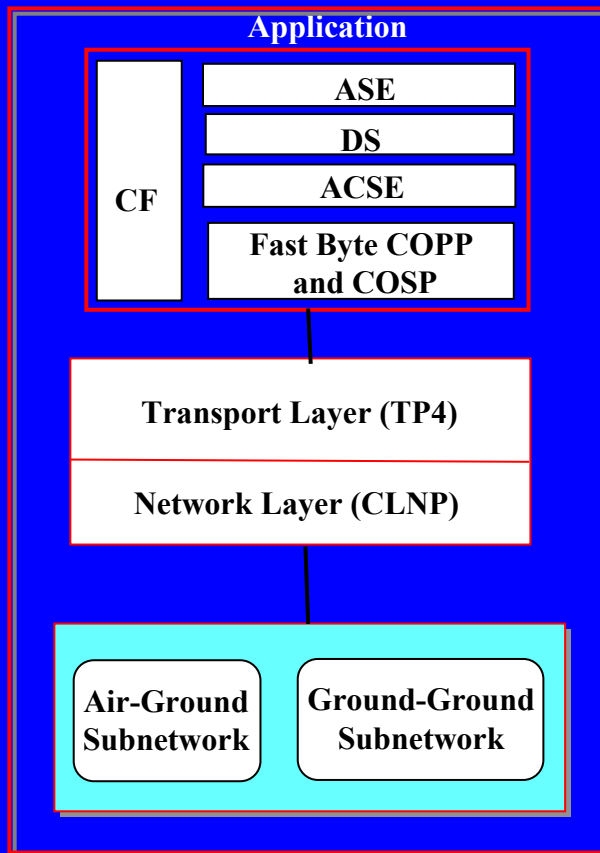 Application
CF
ASE
DS
ACSE
Fast Byte COPP
and COSP
Transport Layer (TP4)
Network Layer (CLNP)
Air-Ground
Subnetwork
Ground-Ground
Subnetwork